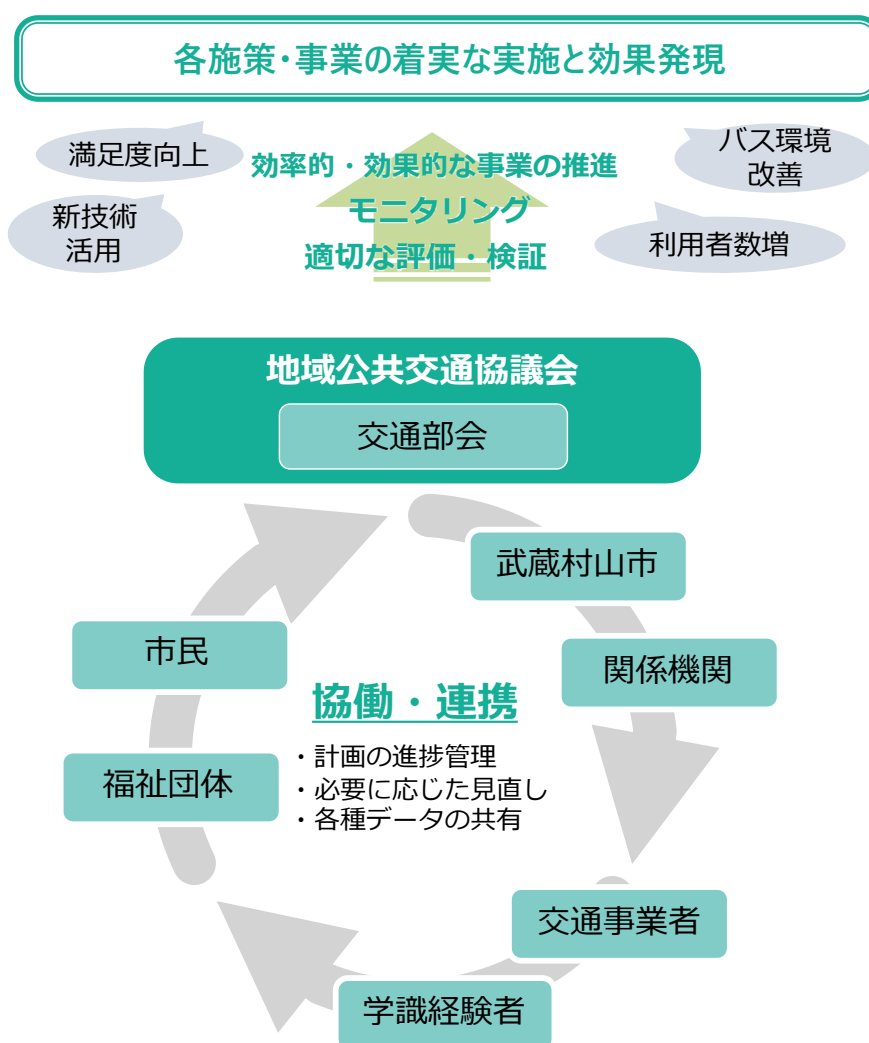 各施策・事業の着実な実施と効果発現
満足度向上
効率的・効果的な事業の推進
バス環境
改善
新技術
活用
モニタリング
利用者数増
適切な評価・検証
地域公共交通協議会
交通部会
武蔵村山市
市民
関係機関
協働・連携
・計画の進捗管理
・必要に応じた見直し
・各種データの共有
福祉団体
交通事業者
学識経験者